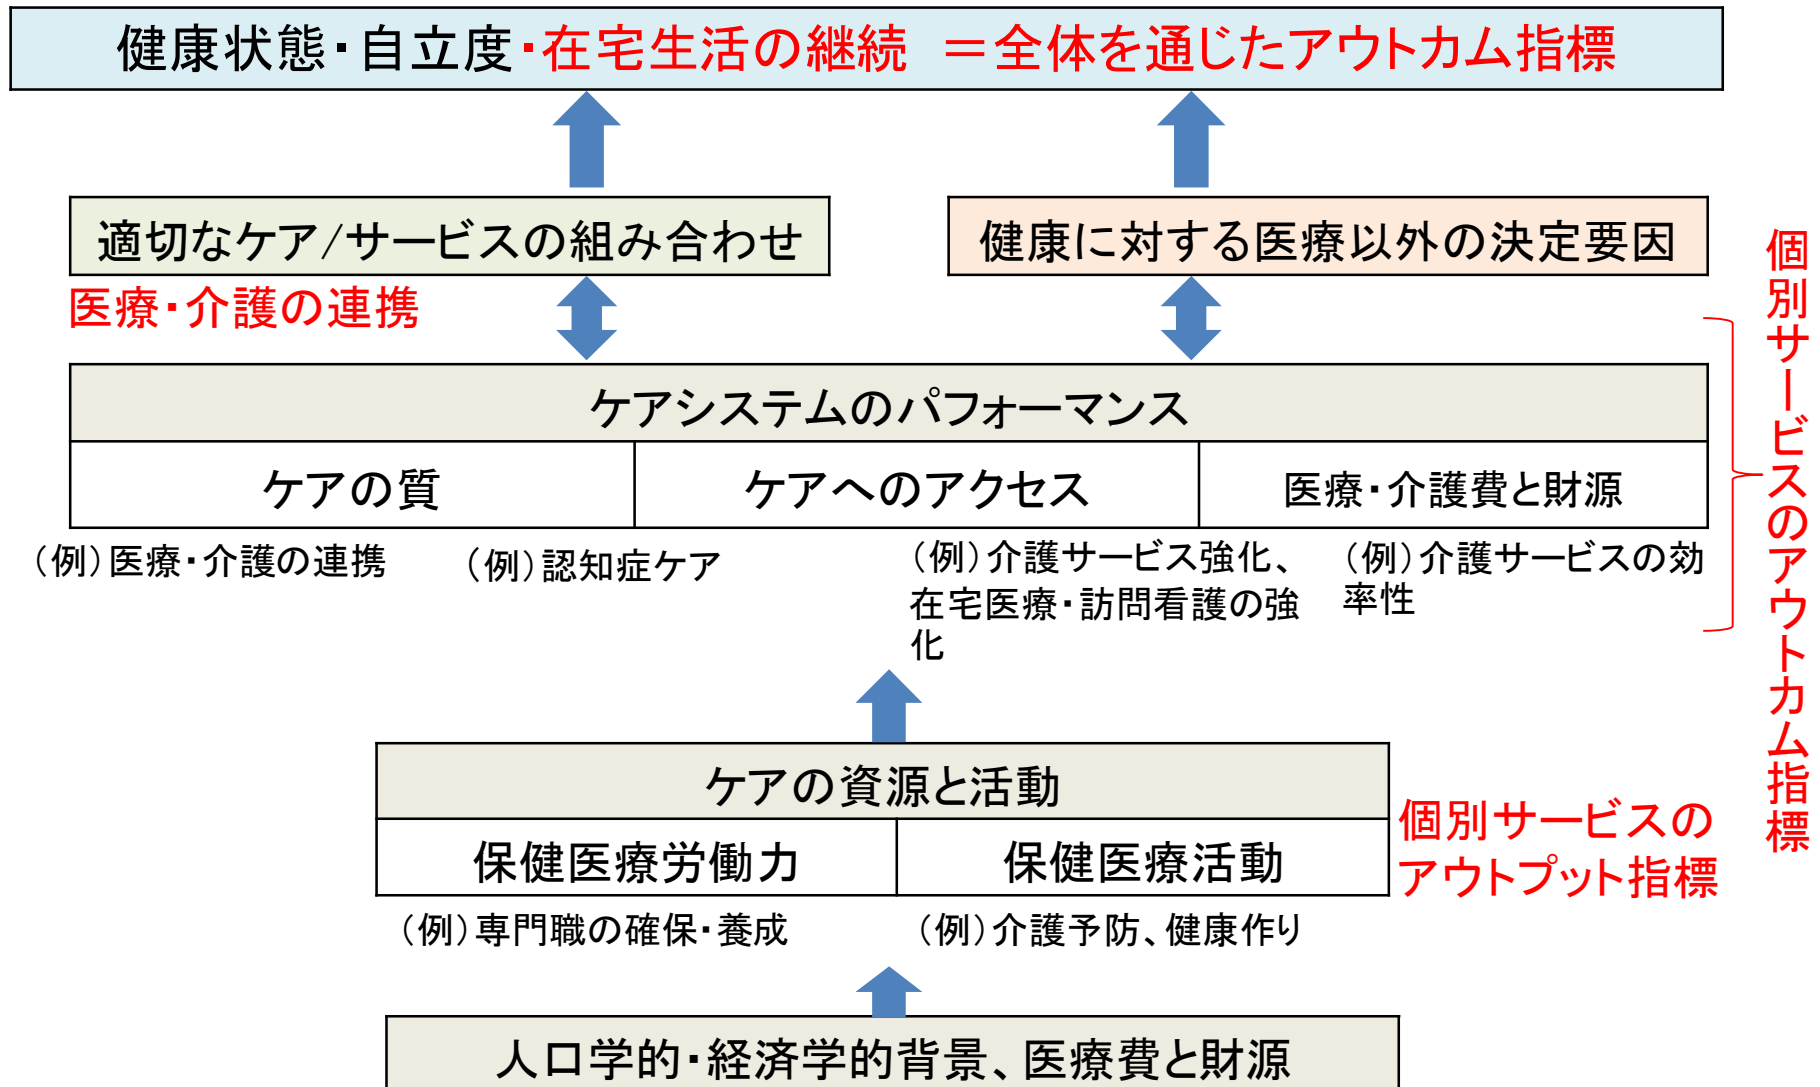 健康状態・自立度・在宅生活の継続 ＝全体を通じたアウトカム指標
適切なケア/サービスの組み合わせ
健康に対する医療以外の決定要因
医療・介護の連携
ケアシステムのパフォーマンス
ケアの質
ケアへのアクセス
医療・介護費と財源
（例）医療・介護の連携
（例）認知症ケア
（例）介護サービス強化、
在宅医療・訪問看護の強
化
（例）介護サービスの効
率性
個別サービスのアウトカム指標
ケアの資源と活動
保健医療労働力
保健医療活動
個別サービスの
アウトプット指標
（例）専門職の確保・養成
（例）介護予防、健康作り
人口学的・経済学的背景、医療費と財源